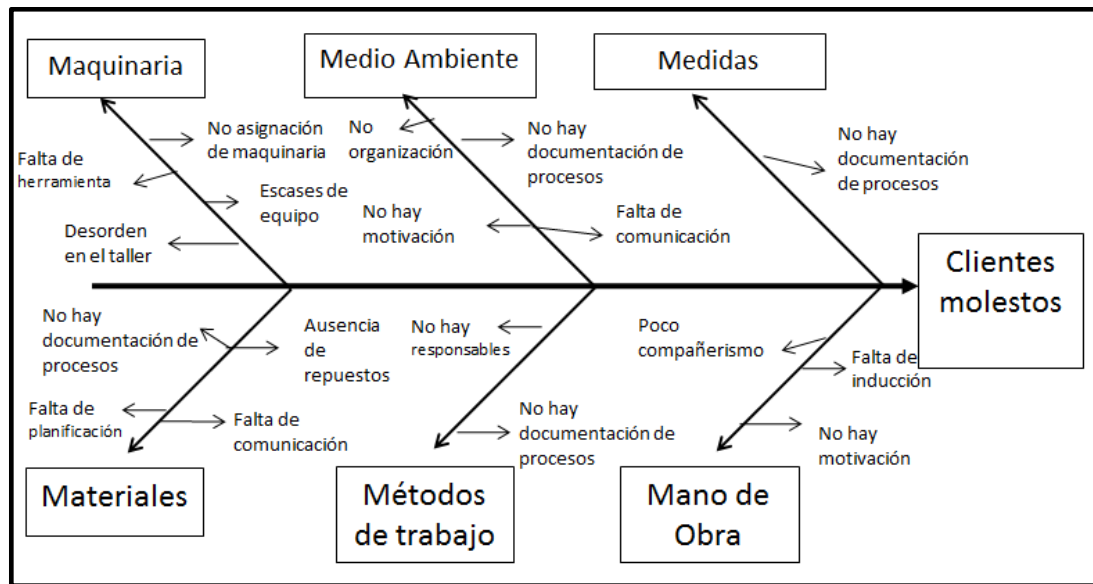 Maquinaria
Medio Ambiente
Medidas
No asignación
de maquinaria
Falta de
herramienta
Escases de
equipo
Desorden
en el taller
No
organización
No hay
documentación de
procesos
No hay
motivación
Falta de
comunicación
No hay
documentación
de procesos
Clientes
molestos
No hay
documentación de
procesos
Ausencia
de
repuestos
Falta de
planificación
Falta de
comunicación
No hay
responsables
No hay
documentación de
procesos
Poco
compañerismo
Falta de
inducción
No hay
motivación
Materiales
Métodos
de trabajo
Mano de
Obra